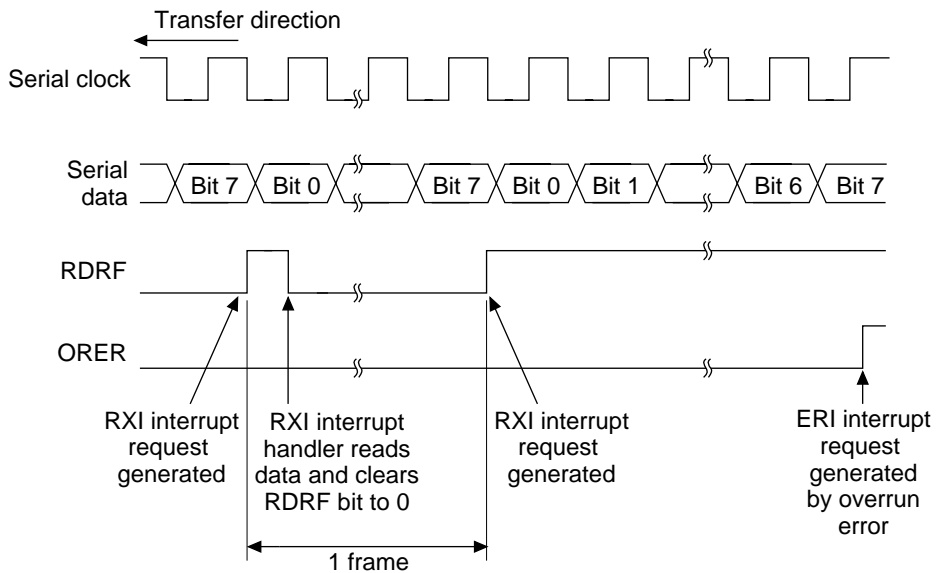 Transfer direction
Serial clock
Serial
data
Bit 7 Bit 0 Bit 7 Bit 0 Bit 1 Bit 6 Bit 7
RDRF
ORER
RXI interrupt
request
generated
RXI interrupt
handler reads
data and clears
RDRF bit to 0
RXI interrupt
request
generated
ERI interrupt
request
generated
by overrun
error
1 frame